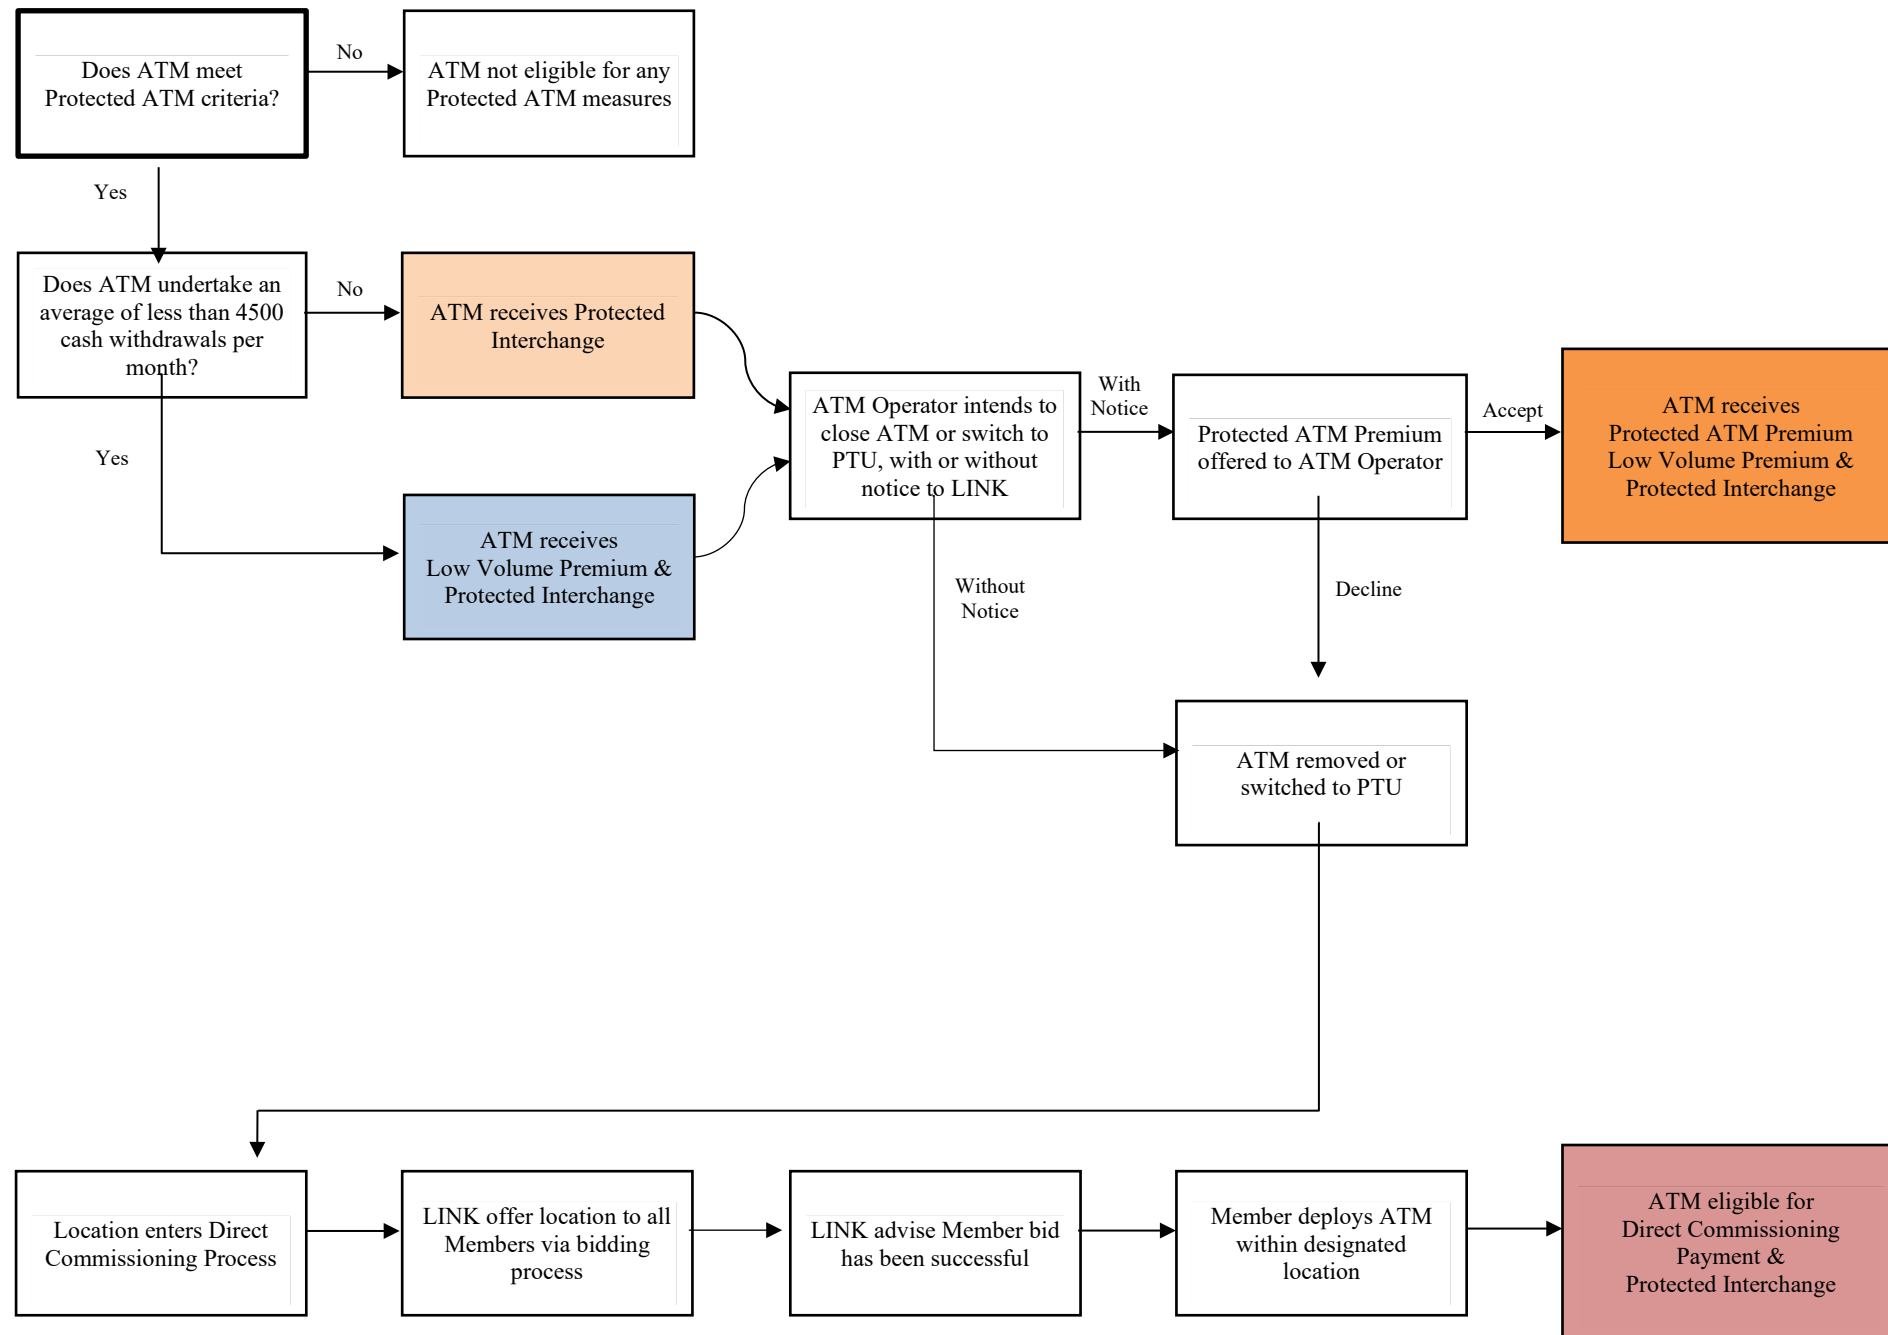 Does ATM meet
Protected ATM criteria?
No
ATM not eligible for any
Protected ATM measures
Yes
Does ATM undertake an
average of less than 4500
cash withdrawals per
month?
No
ATM receives Protected
Interchange
Yes
ATM receives
Low Volume Premium &
Protected Interchange
ATM Operator intends to
close ATM or switch to
PTU, with or without
notice to LINK
With
Notice
Protected ATM Premium
offered to ATM Operator
Accept
ATM receives
Protected ATM Premium
Low Volume Premium &
Protected Interchange
Without
Notice
Decline
ATM removed or
switched to PTU
Location enters Direct
Commissioning Process
LINK offer location to all
Members via bidding
process
LINK advise Member bid
has been successful
Member deploys ATM
within designated
location
ATM eligible for
Direct Commissioning
Payment &
Protected Interchange